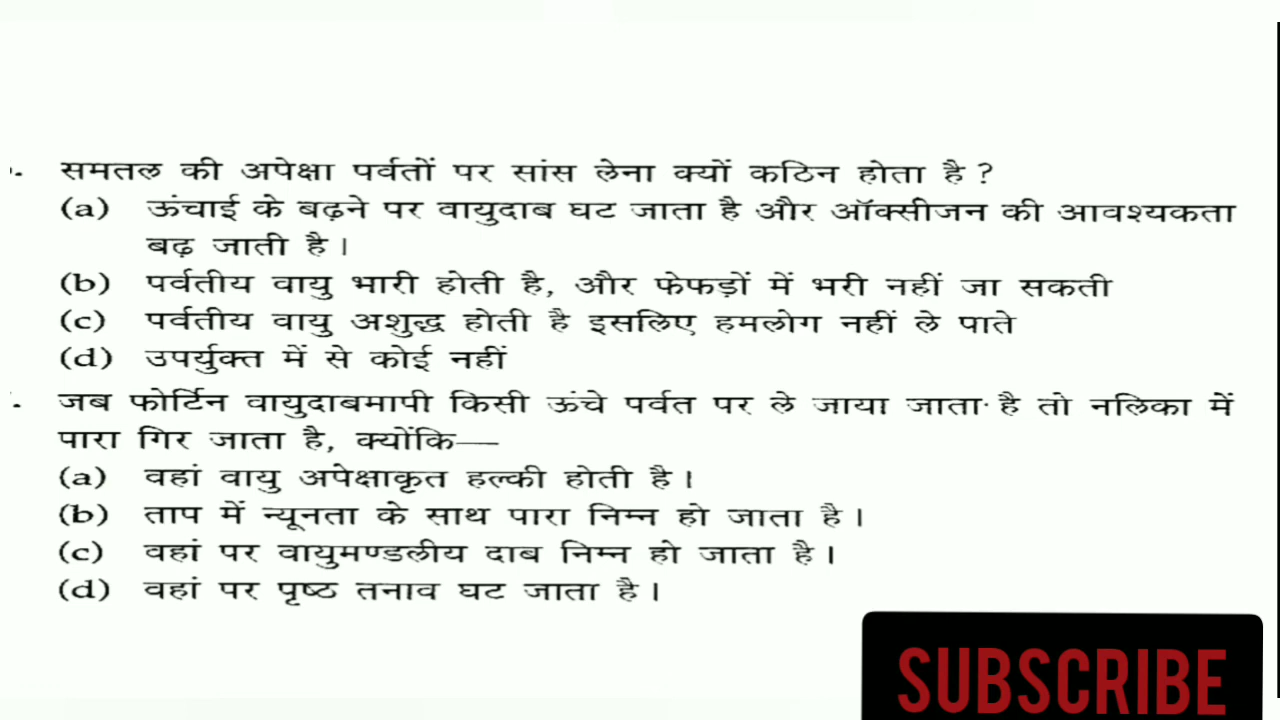 समतल की अपेक्षा पर्वतों पर सांस लेना क्यों कठिन होता है ?
(a) ऊंचाई के बढ़ने पर वायुदाब घट जाता है और ऑक्सीजन की आवश्यकता
बढ़ जाती है ।
(b) पर्वतीय वायु भारी होती है, और फेफड़ों में भरी नहीं जा सकती
(c) पर्वतीय वायु अशुद्ध होती है इसलिए हमलोग नहीं ले पाते
(d) उपर्युक्त में से कोई नहीं
जब फोर्टिन वायुदाबमापी किसी ऊंचे पर्वत पर ले जाया जाता है तो नलिका में
पारा गिर जाता है, क्योंकि—
(a) वहां वायु अपेक्षाकृत हल्की होती है ।
(b) ताप में न्यूनता के साथ पारा निम्न हो जाता है ।
(c) वहां पर वायुमण्डलीय दाब निम्न हो जाता है ।
(d) वहां पर पृष्ठ तनाव घट जाता है ।
SUBSCRIBE